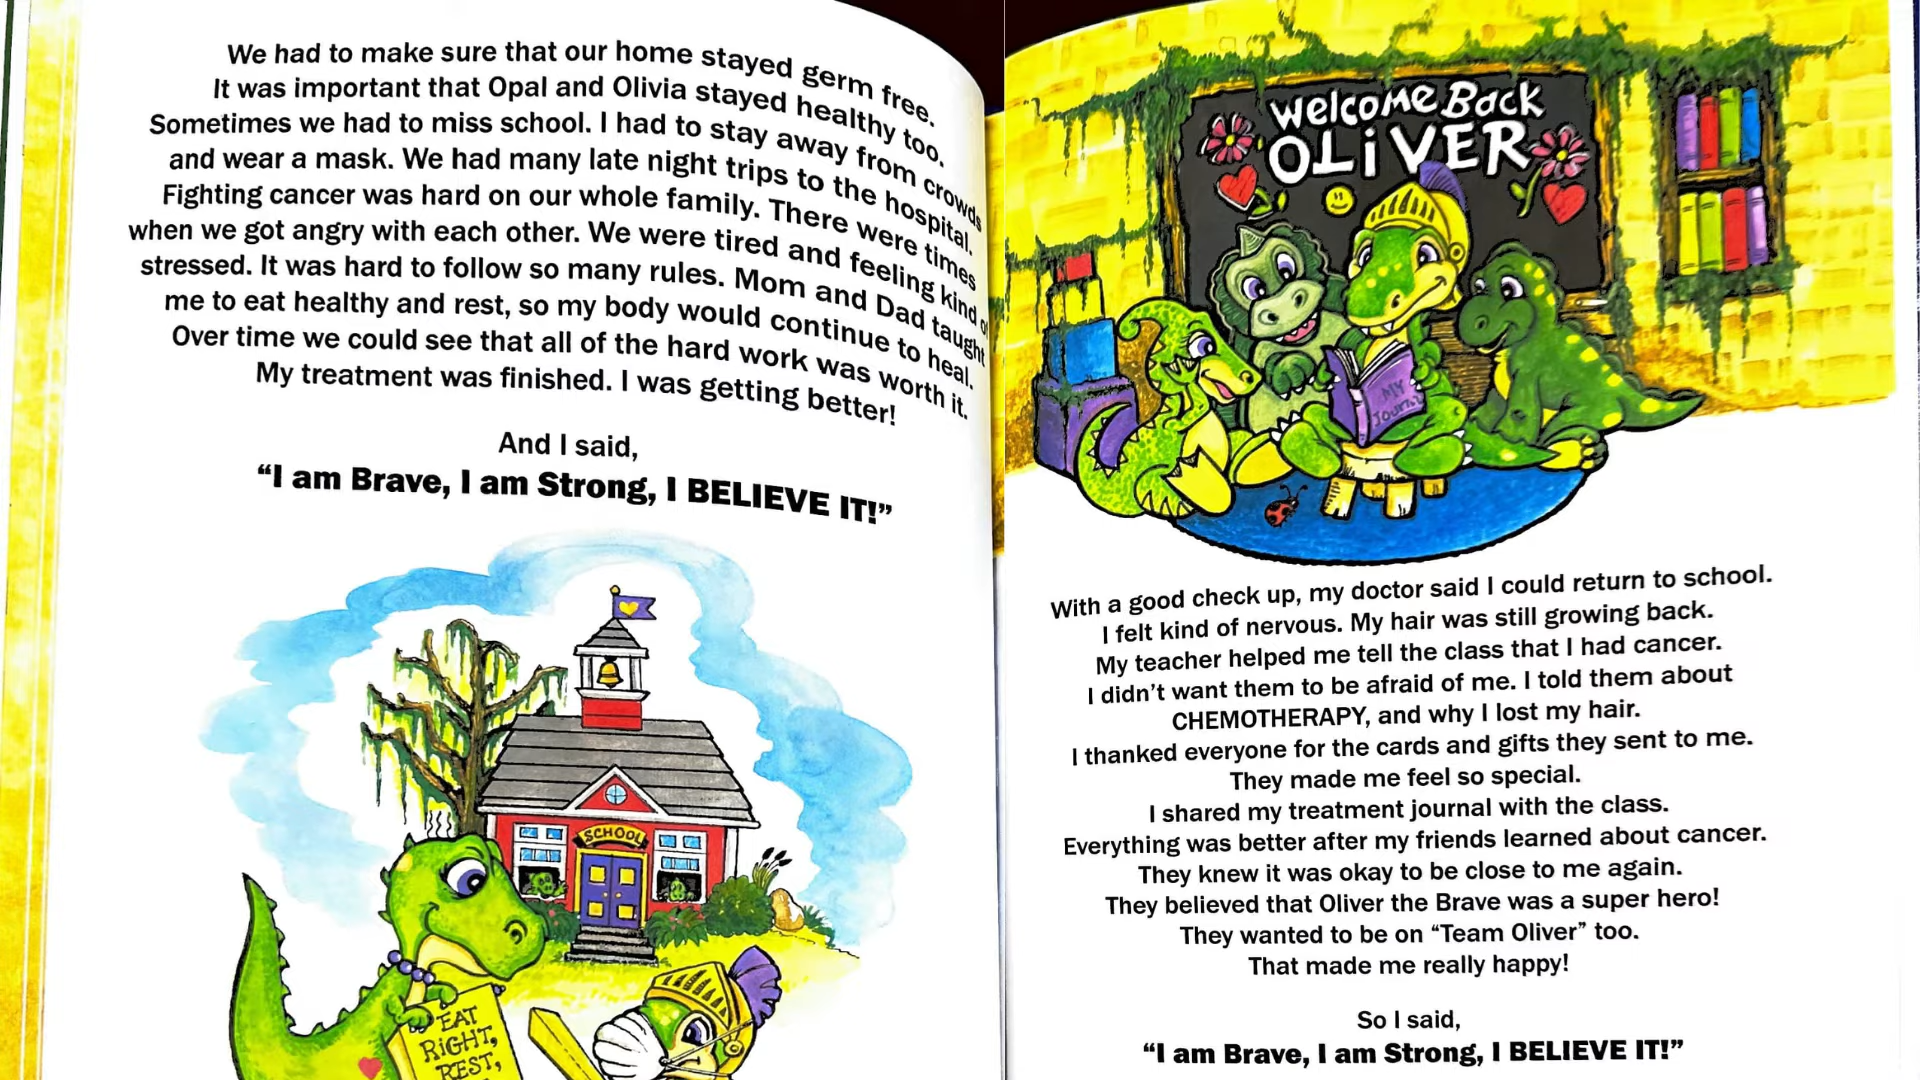 We had to make sure that our home stayed germ free.
It was important that Opal and Olivia stayed healthy too.
Sometimes we had to miss school. I had to stay away from crowds
and wear a mask. We had many late night trips to the hospital.
Fighting cancer was hard on our whole family. There were times
when we got angry with each other. We were tired and feeling kind of
stressed. It was hard to follow so many rules. Mom and Dad taught
me to eat healthy and rest, so my body would continue to heal.
Over time we could see that all of the hard work was worth it.
My treatment was finished. I was getting better!
And I said,
“I am Brave, I am Strong, I BELIEVE IT!”
SCHOOL
EAT
RiGHT,
REST,
Welcome Back
OLiVER
MY
JOURNAL
With a good check up, my doctor said I could return to school.
I felt kind of nervous. My hair was still growing back.
My teacher helped me tell the class that I had cancer.
I didn’t want them to be afraid of me. I told them about
CHEMOTHERAPY, and why I lost my hair.
I thanked everyone for the cards and gifts they sent to me.
They made me feel so special.
I shared my treatment journal with the class.
Everything was better after my friends learned about cancer.
They knew it was okay to be close to me again.
They believed that Oliver the Brave was a super hero!
They wanted to be on “Team Oliver” too.
That made me really happy!
So I said,
“I am Brave, I am Strong, I BELIEVE IT!”